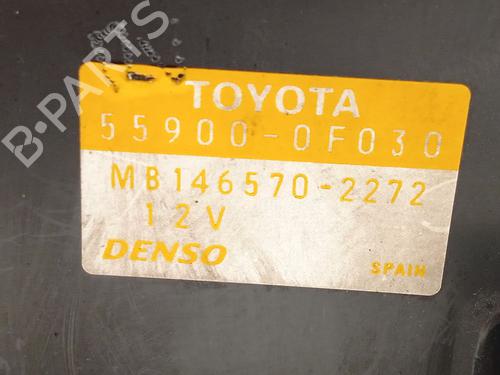 B-PARTS
TOYOTA
55900-0F030
MB146570-2272
12V
DENSO
SPAIN